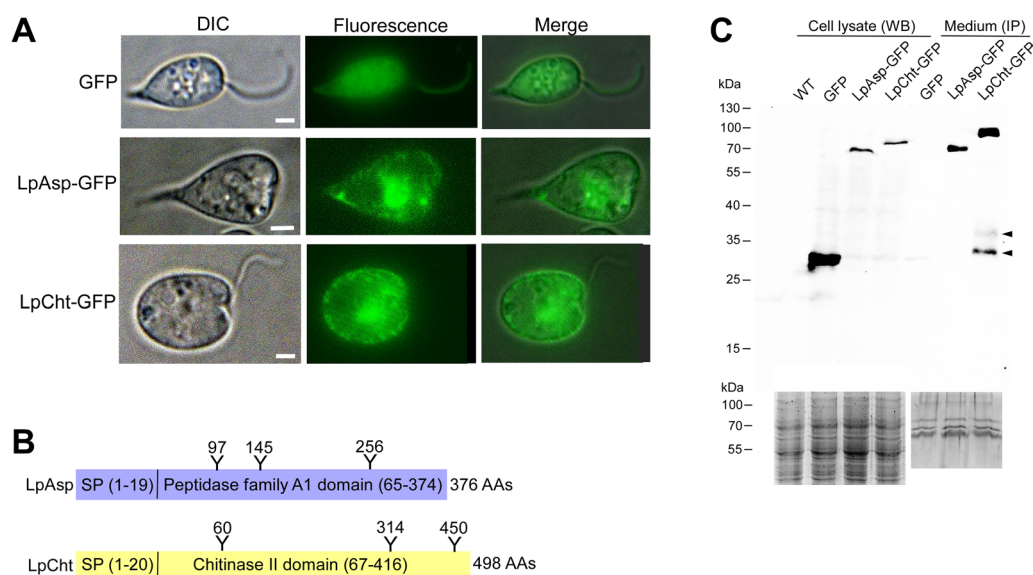 A
DIC Fluorescence Merge
GFP
LpAsp-GFP
LpCht-GFP
B
97 145 256
LpAsp SP (1-19) Peptidase family A1 domain (65-374) 376 AAs
60 314 450
LpCht SP (1-20) Chitinase II domain (67-416) 498 AAs
C
Cell lysate (WB) Medium (IP)
kDa WT GFP LpAsp-GFP LpCht-GFP GFP LpAsp-GFP LpCht-GFP
130
100
70
55
40
35
25
15
kDa
100
70
55